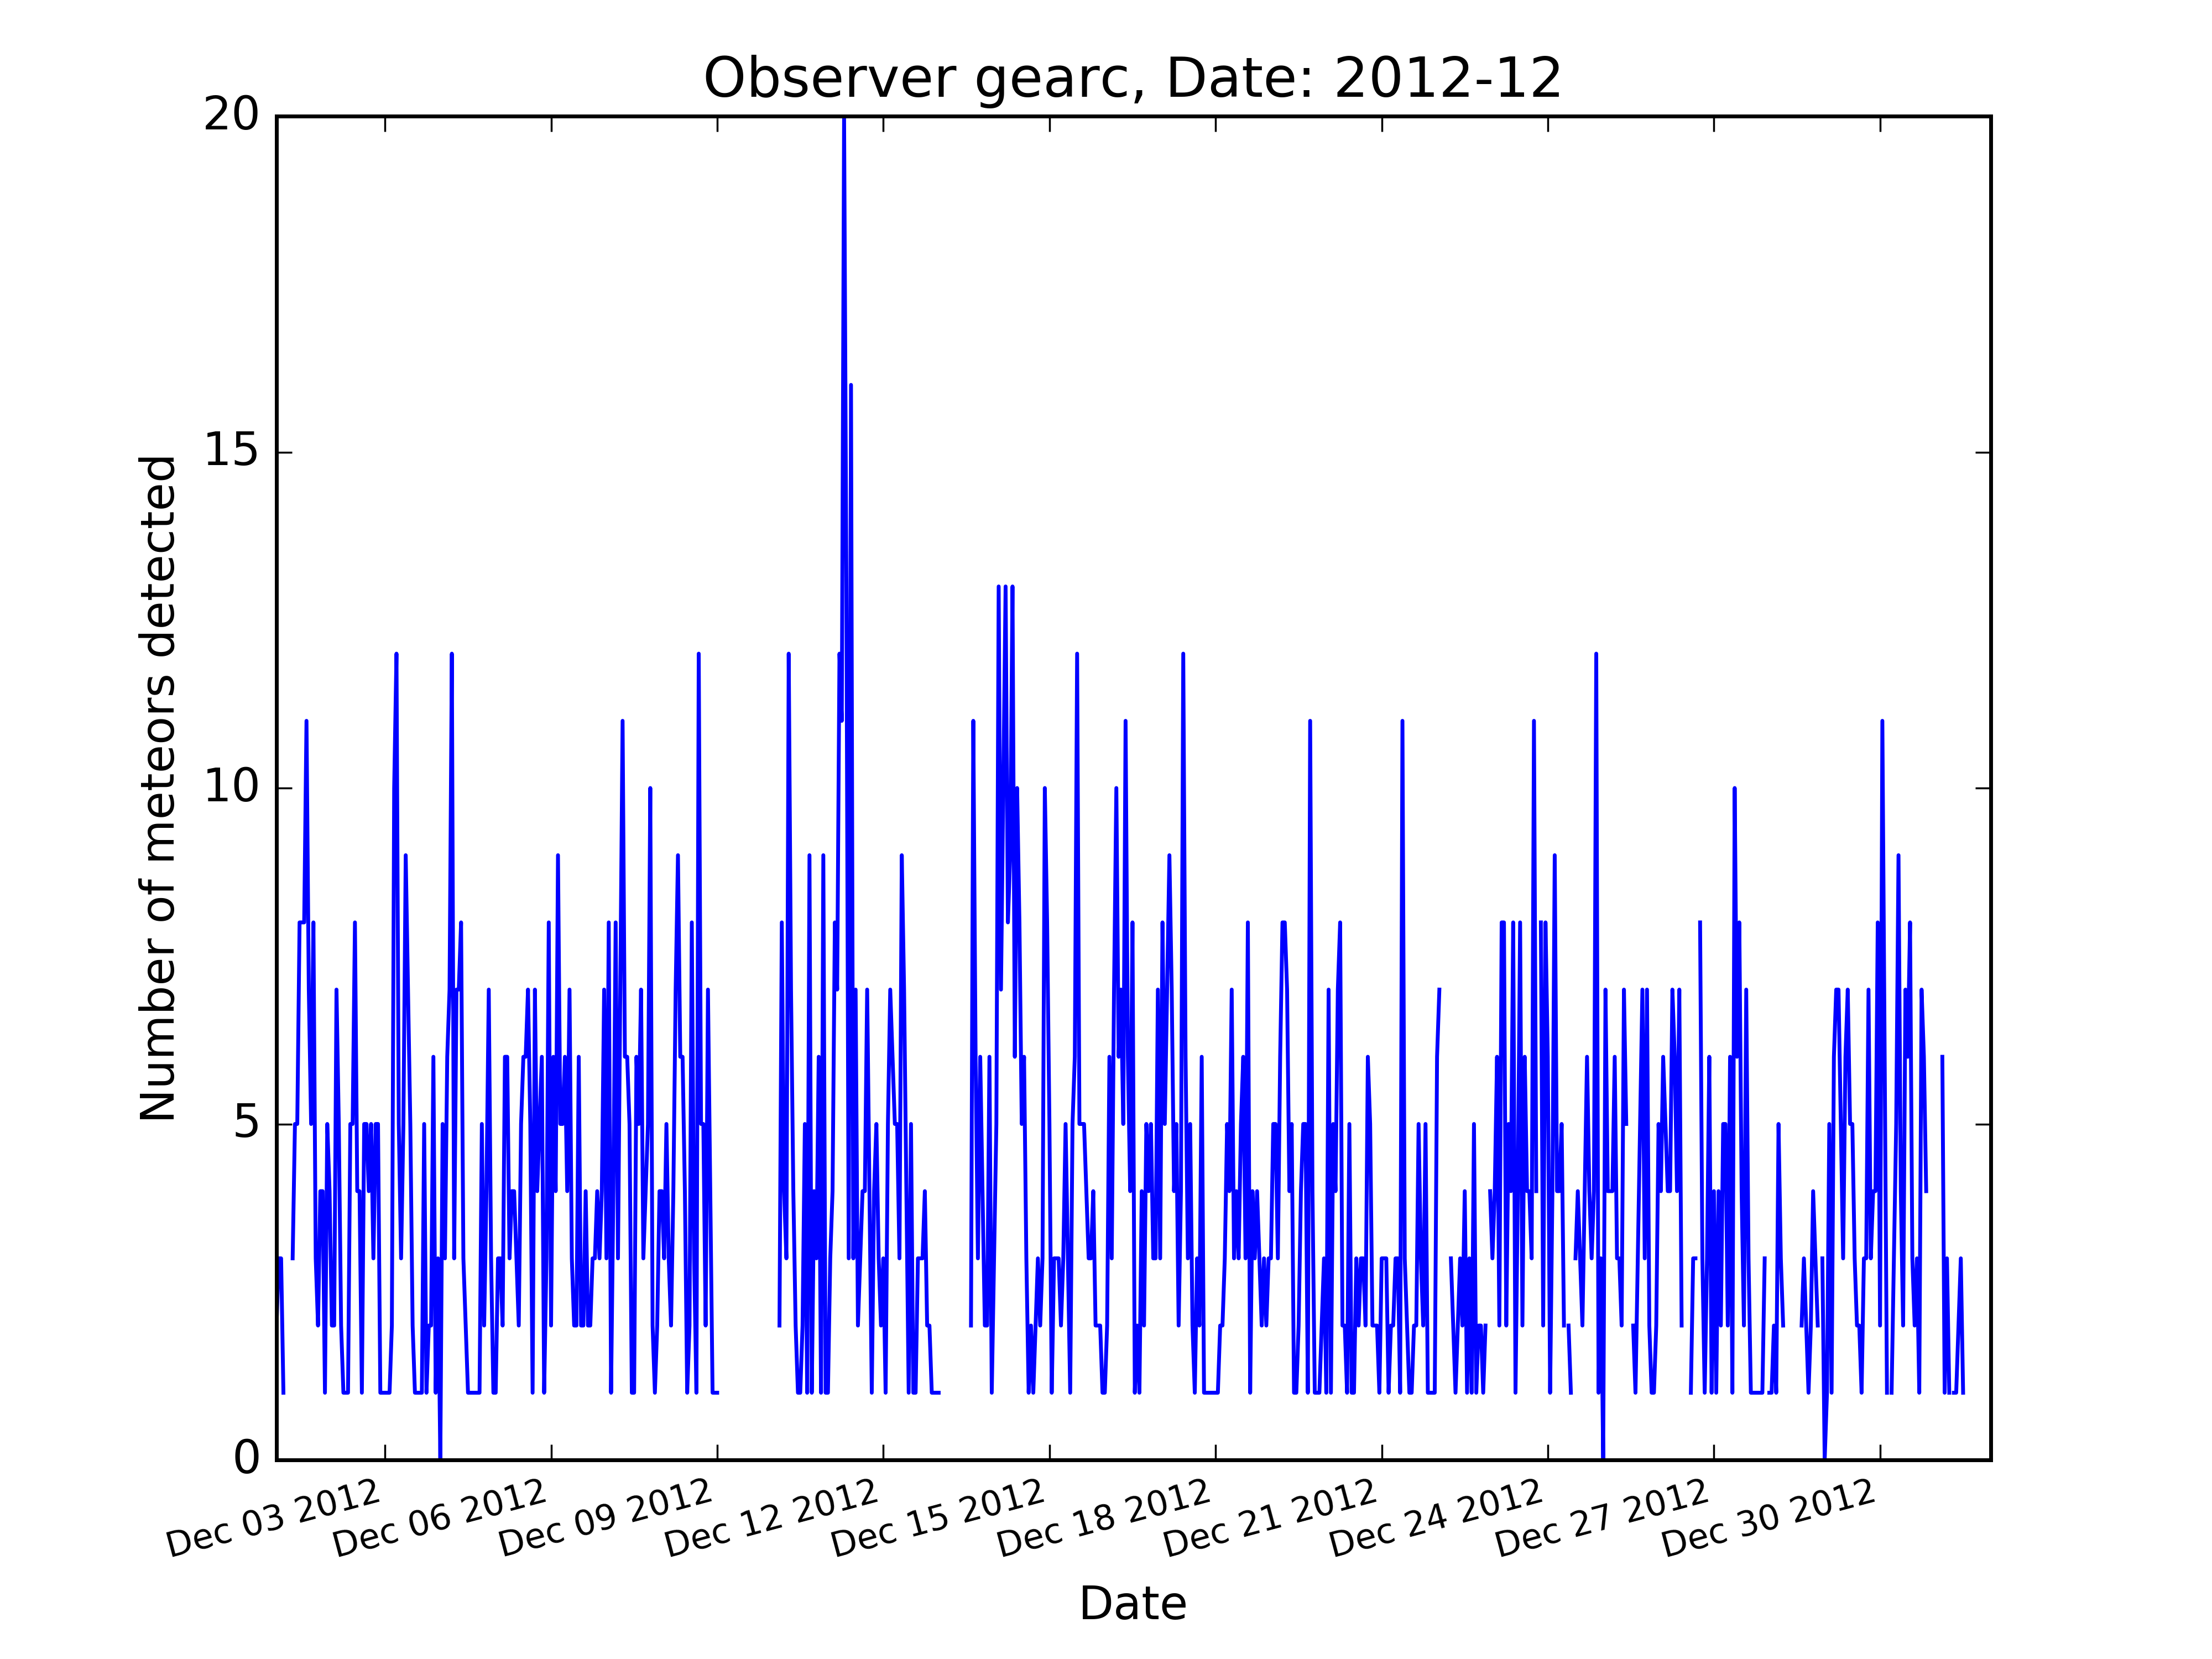 Observer gearc, Date: 2012-12
20
15
10
5
0
Number of meteors detected
Dec 03 2012
Dec 06 2012
Dec 09 2012
Dec 12 2012
Dec 15 2012
Dec 18 2012
Dec 21 2012
Dec 24 2012
Dec 27 2012
Dec 30 2012
Date